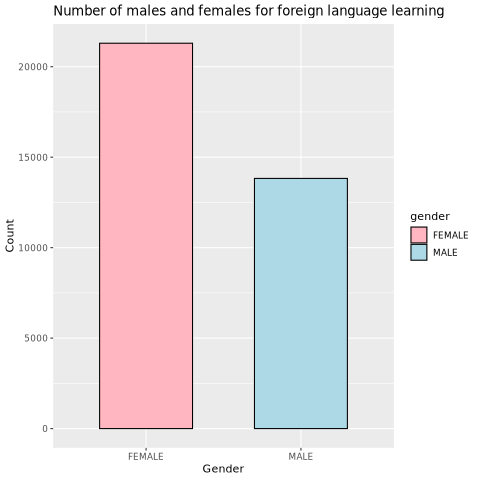 Number of males and females for foreign language learning
20000
15000
10000
5000
0
Count
FEMALE
MALE
Gender
gender
FEMALE
MALE